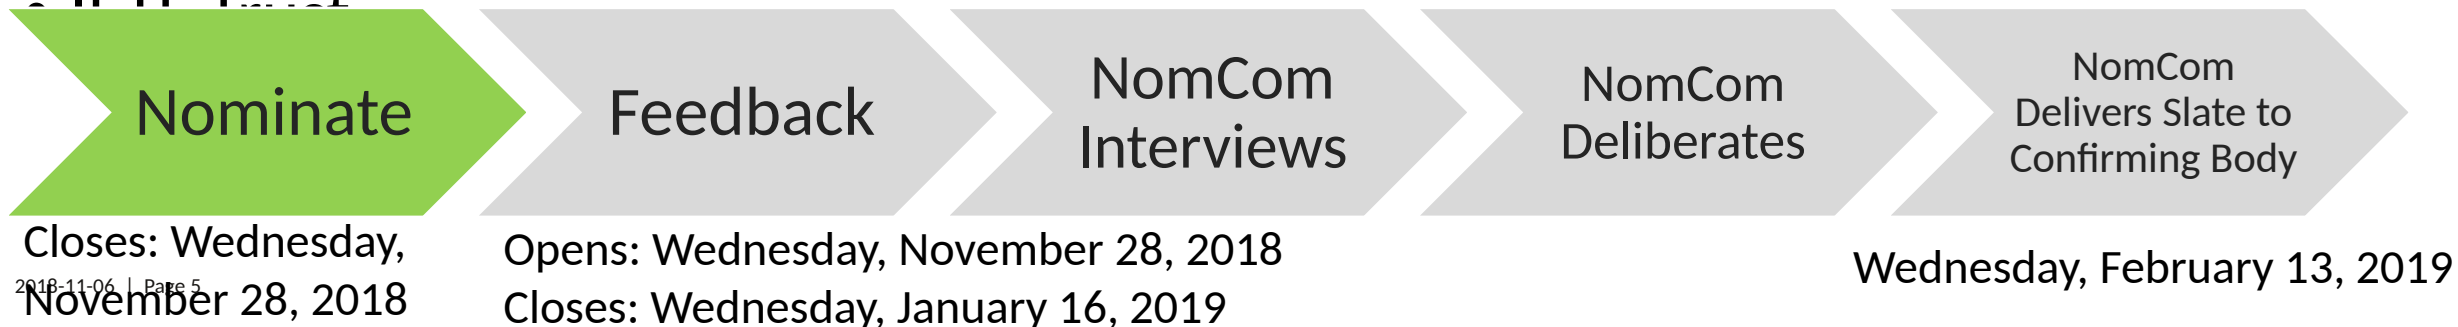 Nominate
Feedback
NomCom
Interviews
NomCom
Deliberates
NomCom
Delivers Slate to
Confirming Body
Closes: Wednesday,
November 28, 2018
Opens: Wednesday, November 28, 2018
Closes: Wednesday, January 16, 2019
Wednesday, February 13, 2019
2018-11-06 | Page 5